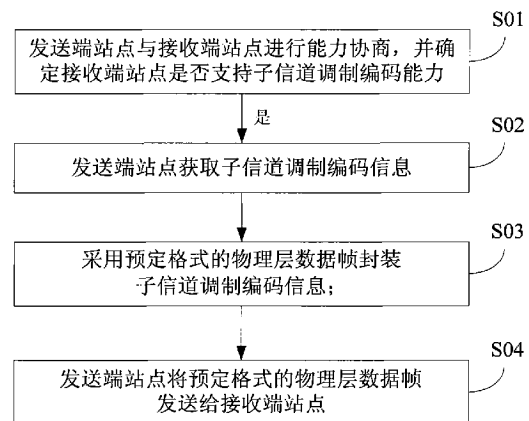 S01
发送端站点与接收端站点进行能力协商，并确
定接收端站点是否支持子信道调制编码能力
是
S02
发送端站点获取子信道调制编码信息
S03
采用预定格式的物理层数据帧封装
子信道调制编码信息；
S04
发送端站点将预定格式的物理层数据帧
发送给接收端站点